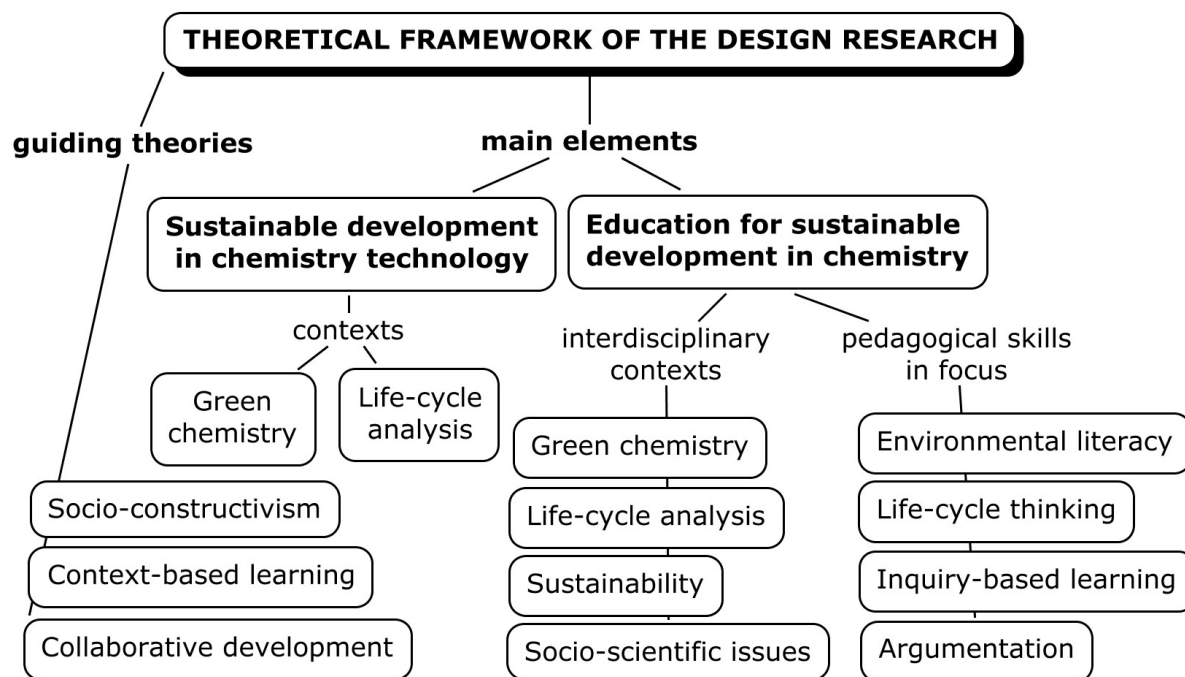 THEORETICAL FRAMEWORK OF THE DESIGN RESEARCH
guiding theories
main elements
Sustainable development
in chemistry technology
Education for sustainable
development in chemistry
contexts
Green
chemistry
Life-cycle
analysis
interdisciplinary
contexts
pedagogical skills
in focus
Socio-constructivism
Context-based learning
Collaborative development
Green chemistry
Life-cycle analysis
Sustainability
Socio-scientific issues
Environmental literacy
Life-cycle thinking
Inquiry-based learning
Argumentation